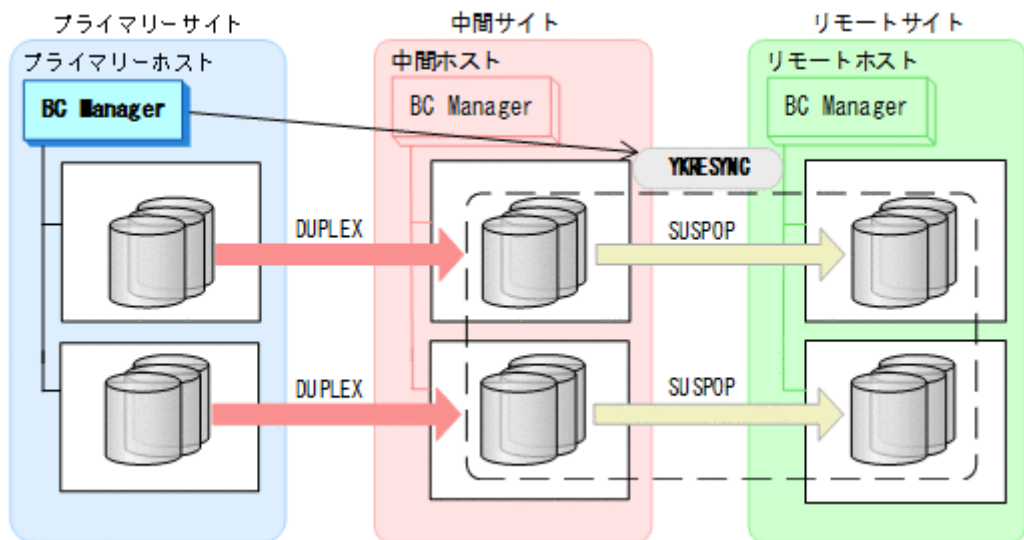 プライマリーサイト
中間サイト
リモートサイト
プライマリーホスト
中間ホスト
リモートホスト
BC Manager
BC Manager
BC Manager
YKRESYNC
DUPLEX
SUSPOP
DUPLEX
SUSPOP